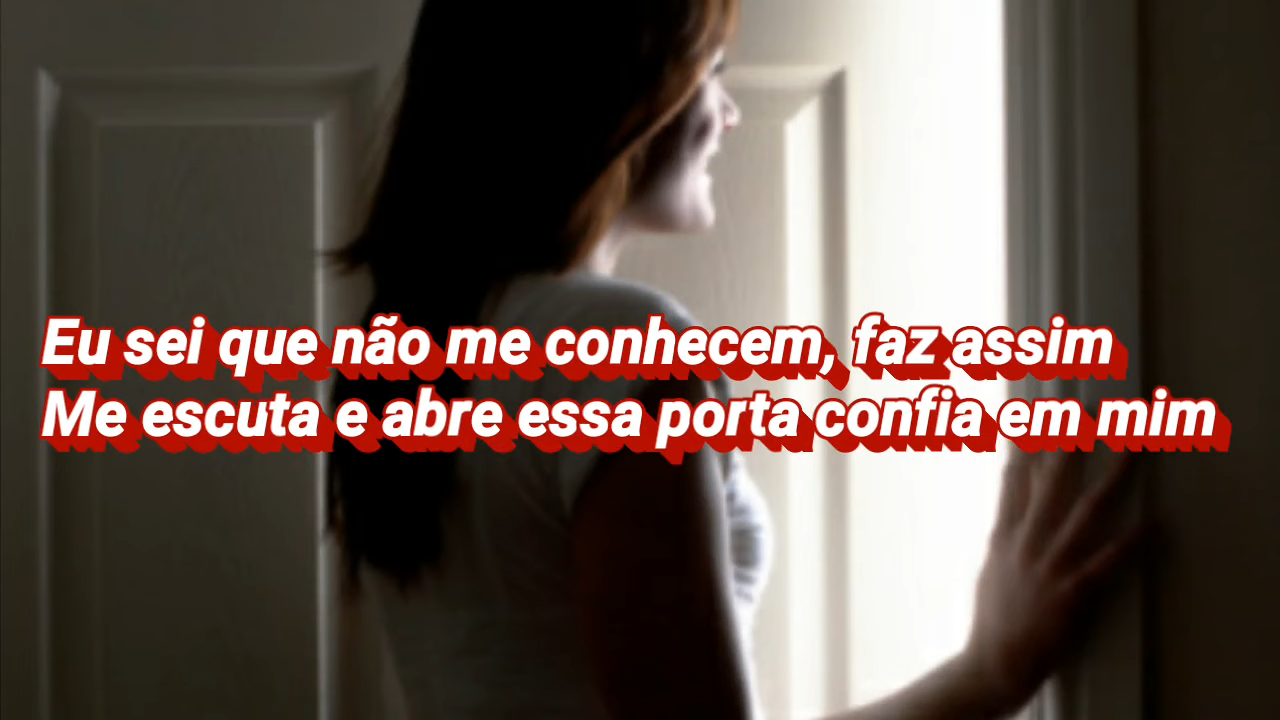 Eu sei que não me conhecem, faz assim
Me escuta e abre essa porta confia em mim